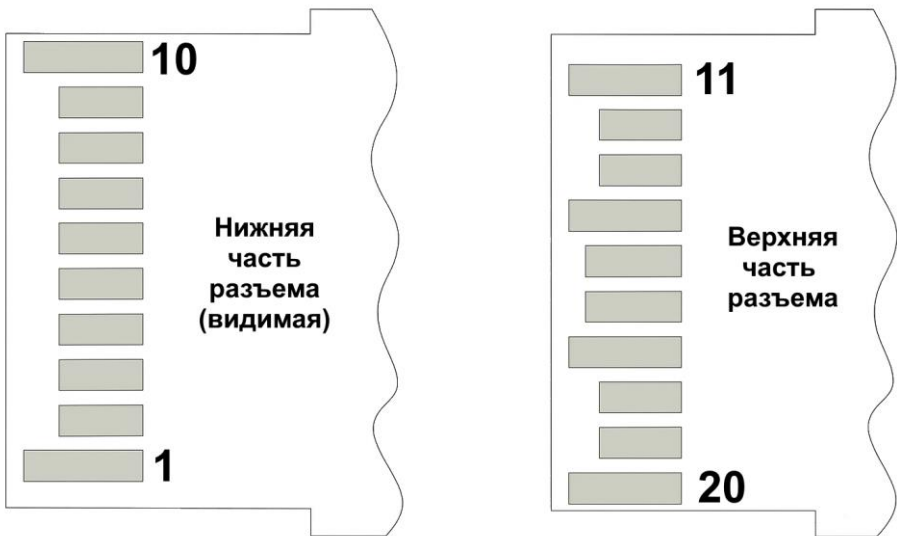 10
Нижняя
часть
разъема
(видимая)
1
11
Верхняя
часть
разъема
20